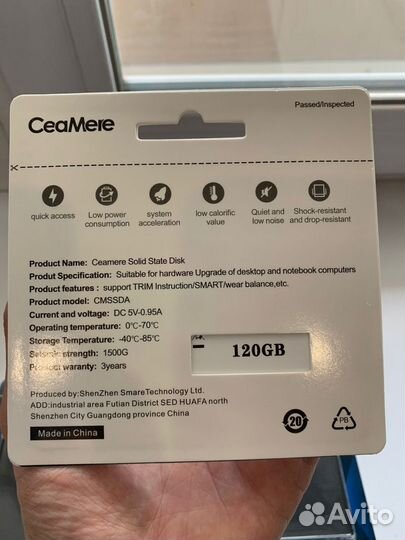 Passed/Inspected
CeaMere
quick access
Low power consumption
system acceleration
low calorific value
Quiet and low noise
Shock-resistant and drop-resistant
Product Name: Ceamere Solid State Disk
Produt Specification: Suitable for hardware Upgrade of desktop and notebook computers
Product features : support TRIM Instruction/SMART/wear balance,etc.
Product model: CMSSDA
Current and voltage: DC 5V-0.95A
Operating temperature: 0°C-70°C
Storage Temperature: -40°C-85°C
Seismic strength: 1500G
Product waranty: 3years
120GB
Produced by:ShenZhen SmareTechnology Ltd.
ADD:industrial area Futian District SED HUAFA north
Shenzhen City Guangdong province China
Made in China
20
PB
Avito